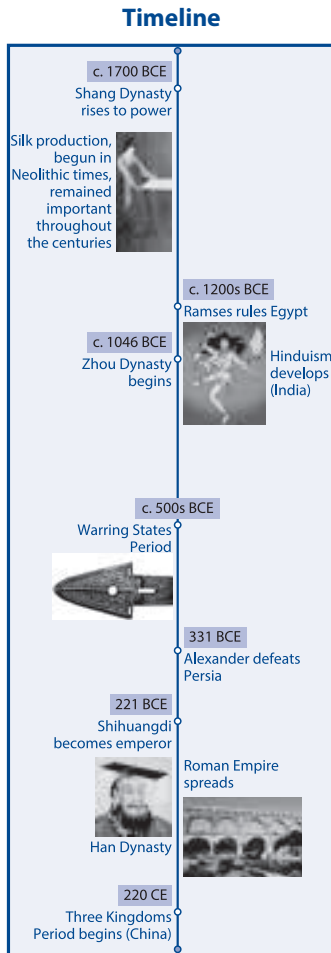 Timeline
c. 1700 BCE
Shang Dynasty
rises to power
Silk production,
begun in
Neolithic times,
remained
important
throughout
the centuries
c. 1200s BCE
Ramses rules Egypt
c. 1046 BCE
Zhou Dynasty
begins
Hinduism
develops
(India)
c. 500s BCE
Warring States
Period
331 BCE
Alexander defeats
Persia
221 BCE
Shihuangdi
becomes emperor
Roman Empire
spreads
Han Dynasty
220 CE
Three Kingdoms
Period begins (China)